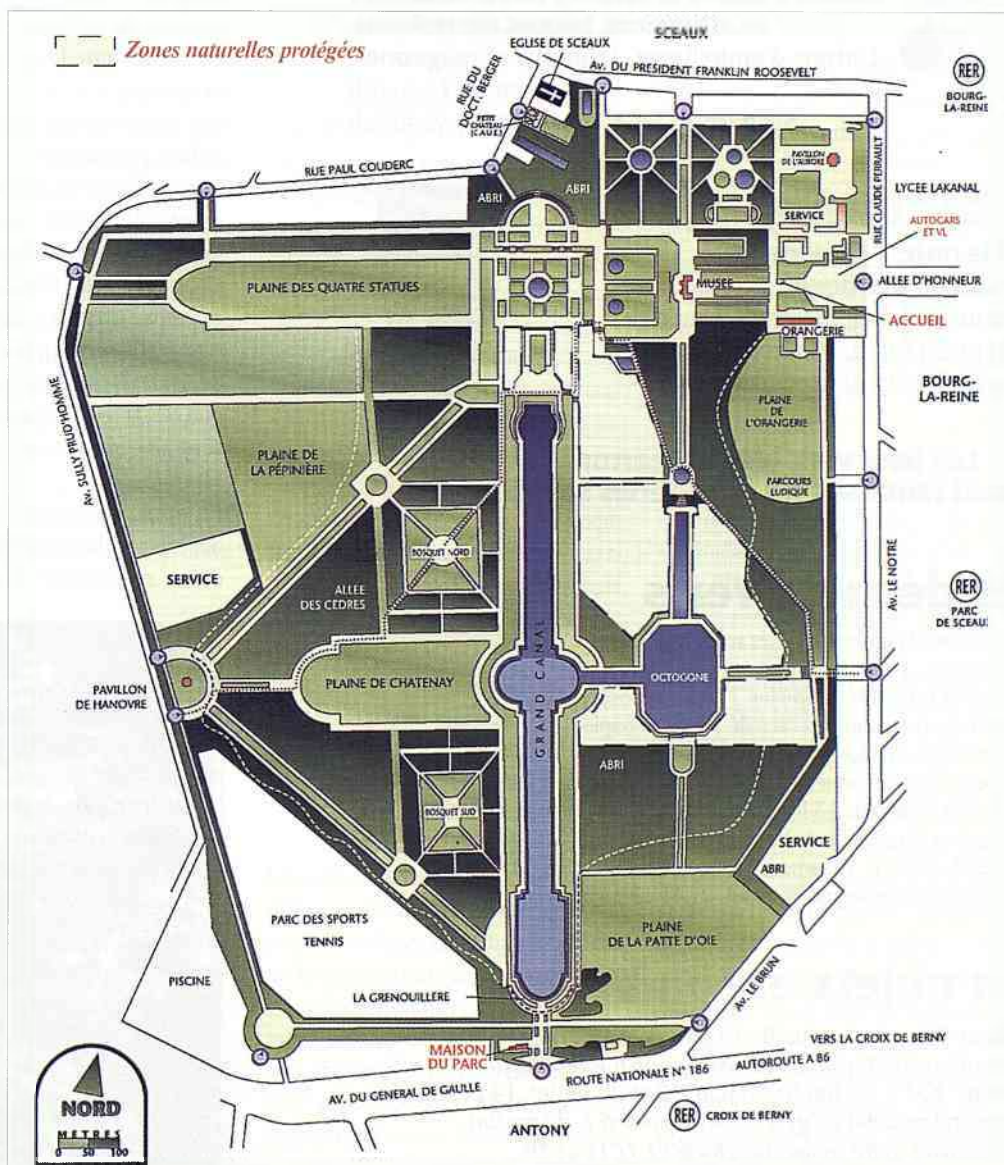 Zones naturelles protégées
SCEAUX
EGLISE DE SCEAUX
AV. DU PRESIDENT FRANKLIN ROOSEVELT
RER
BOURG-
LA-REINE
RUE DU
DOCT. BERGER
PETIT
CHATEAU
(C.A.U.E.)
RUE PAUL COUDERC
ABRI
ABRI
PAVILLON
DE L'AURORE
RUE CLAUDE PERRAULT
LYCEE LAKANAL
SERVICE
AUTOCARS
ET VL
PLAINE DES QUATRE STATUES
MUSEE
ALLEE D'HONNEUR
ACCUEIL
ORANGERIE
BOURG-
LA-REINE
AV. SULLY PRUD'HOMME
PLAINE
DE
L'ORANGERIE
PLAINE DE
LA PÉPINIÈRE
PARCOURS
LUDIQUE
BOSQUET NORD
SERVICE
ALLEE
DES CEDRES
AV. LE NOTRE
RER
PARC
DE SCEAUX
PAVILLON
DE HANOVRE
PLAINE DE CHATENAY
GRAND CANAL
OCTOGONE
ABRI
BOSQUET SUD
SERVICE
ABRI
PARC DES SPORTS
TENNIS
PLAINE
DE LA PATTE D'OIE
PISCINE
LA GRENOUILLERE
AV. LE BRUN
MAISON
DU PARC
VERS LA CROIX DE BERNY
ROUTE NATIONALE N° 186
AUTOROUTE A 86
AV. DU GENERAL DE GAULLE
ANTONY
RER
CROIX DE BERNY
NORD
METRES
0 50 100